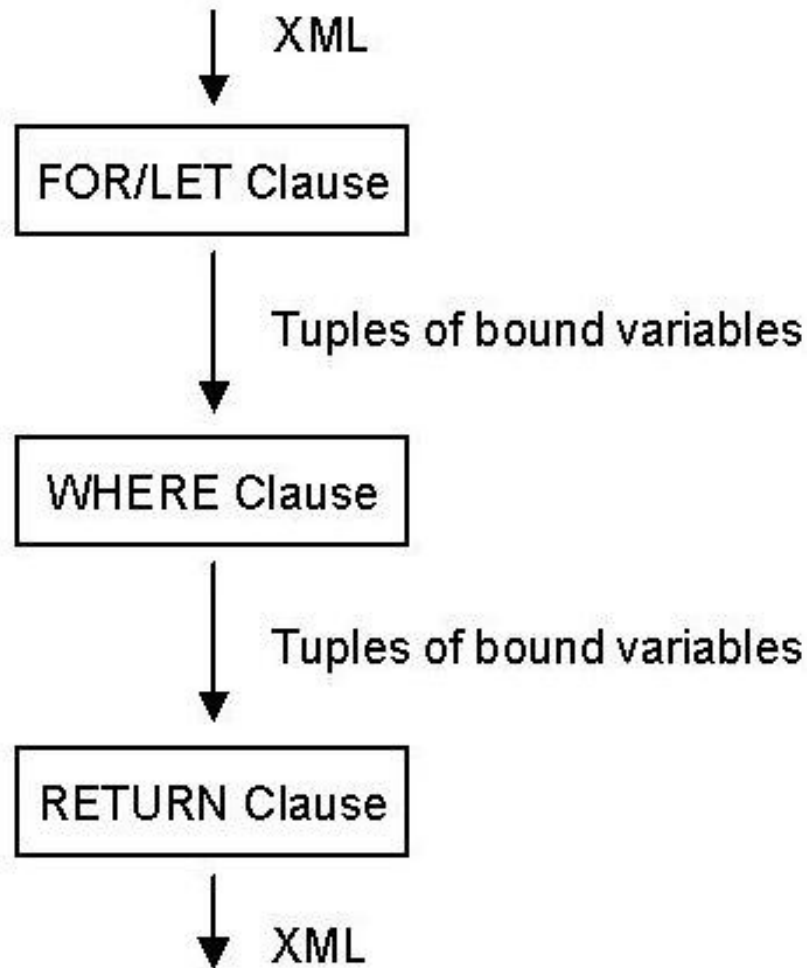 XML
FOR/LET Clause
Tuples of bound variables
WHERE Clause
Tuples of bound variables
RETURN Clause
XML